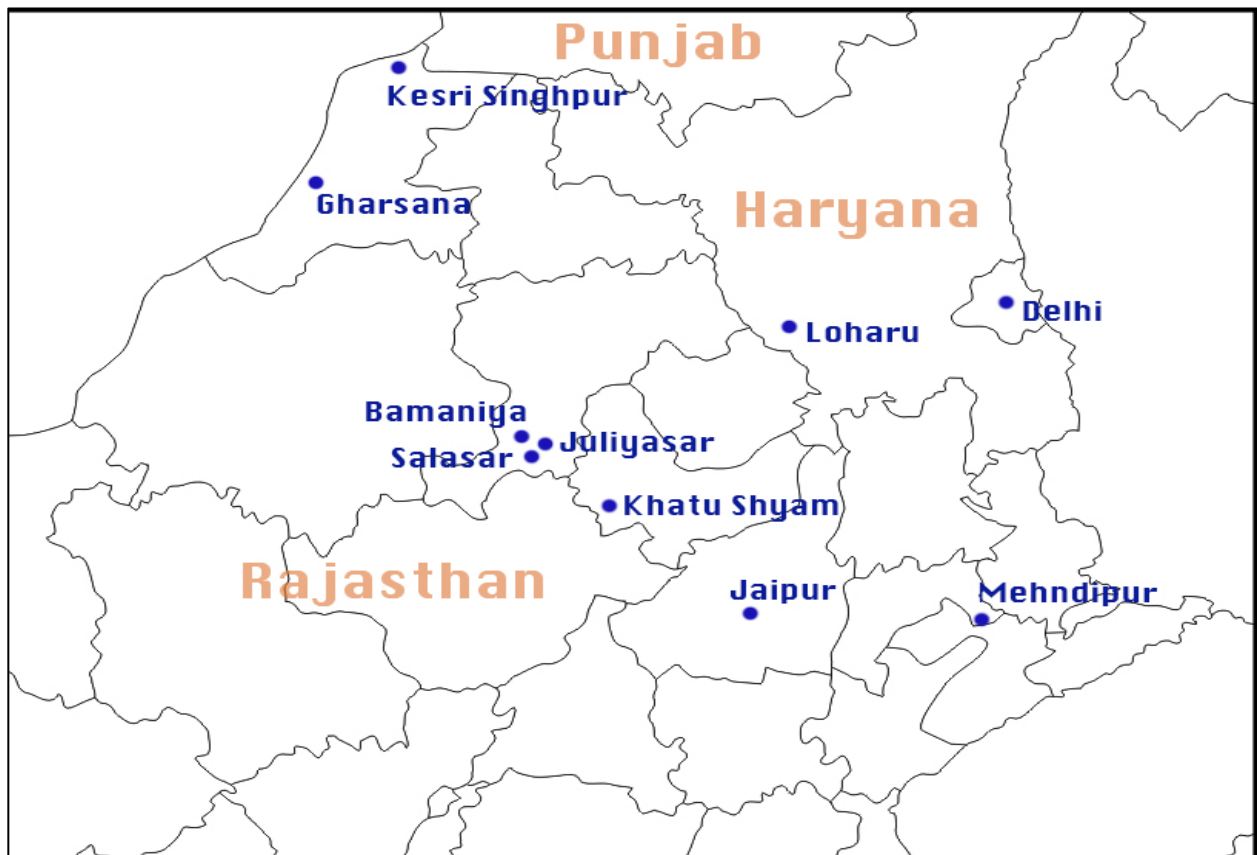 Punjab
Kesri Singhpur
Gharsana
Haryana
Delhi
Loharu
Bamaniya
Juliyasar
Salasar
Khatu Shyam
Rajasthan
Jaipur
Mehndipur